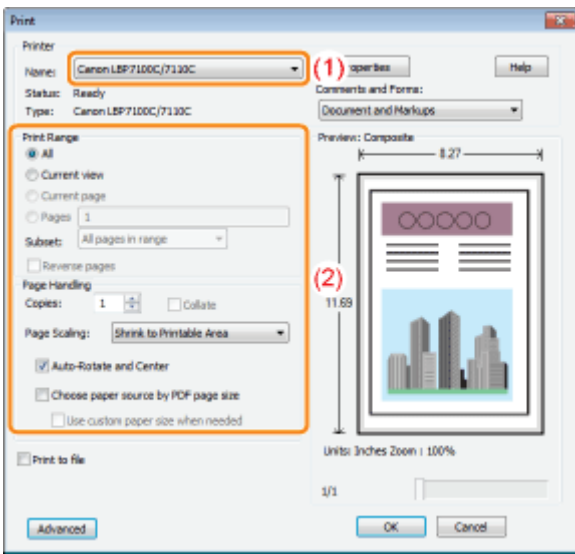 Print
Printer
Name: Canon LBP7100C/7110C (1) operties Help
Status: Ready Comments and Forms:
Type: Canon LBP7100C/7110C Document and Markups
Print Range Preview: Composite
All 8.27
Current view
Current page
Pages 1
Subset: All pages in range
Reverse pages (2)
Page Handling
Copies: 1 Collate 11.69
Page Scaling: Shrink to Printable Area
Auto-Rotate and Center
Choose paper source by PDF page size
Use custom paper size when needed
Print to file Units: Inches Zoom : 100%
1/1
Advanced OK Cancel